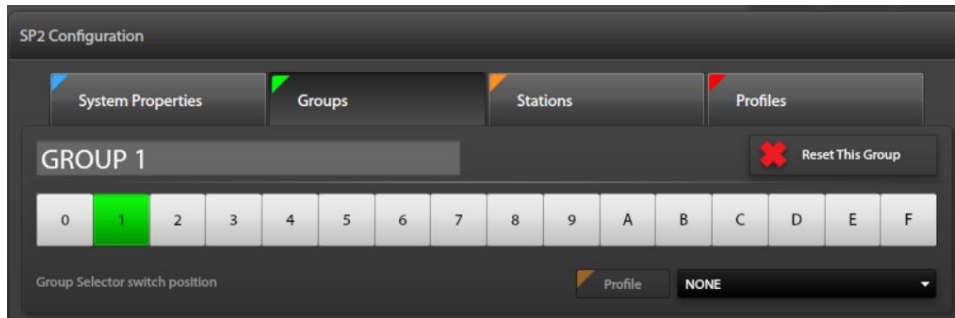 SP2 Configuration
System Properties Groups Stations Profiles
GROUP 1 Reset This Group
0 1 2 3 4 5 6 7 8 9 A B C D E F
Group Selector switch position Profile NONE